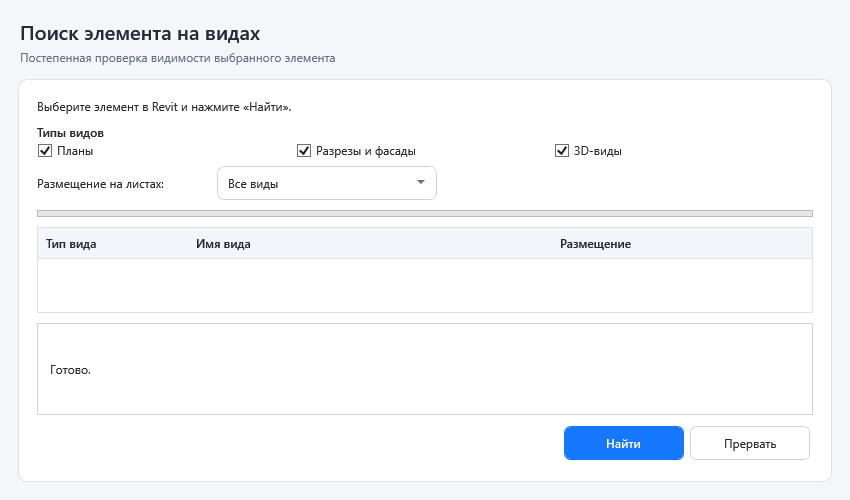 Поиск элемента на видах
Постепенная проверка видимости выбранного элемента
Выберите элемент в Revit и нажмите «Найти».
Типы видов
Планы
Разрезы и фасады
3D-виды
Размещение на листах:
Все виды
Тип вида
Имя вида
Размещение
Готово.
Найти
Прервать